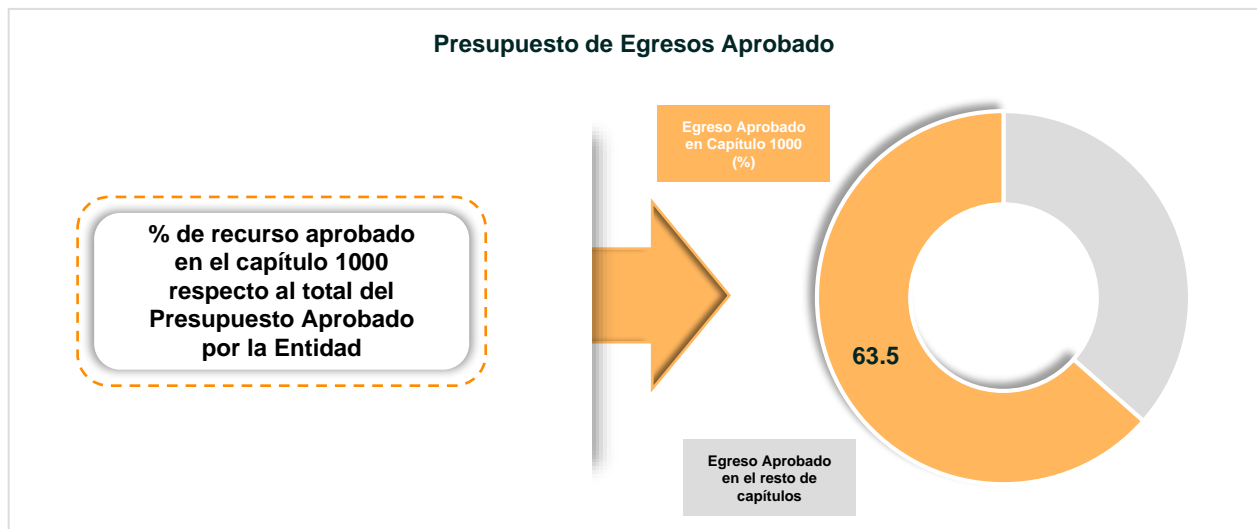 Presupuesto de Egresos Aprobado
% de recurso aprobado
en el capítulo 1000
respecto al total del
Presupuesto Aprobado
por la Entidad
Egreso Aprobado
en Capítulo 1000
(%)
63.5
Egreso Aprobado
en el resto de
capítulos